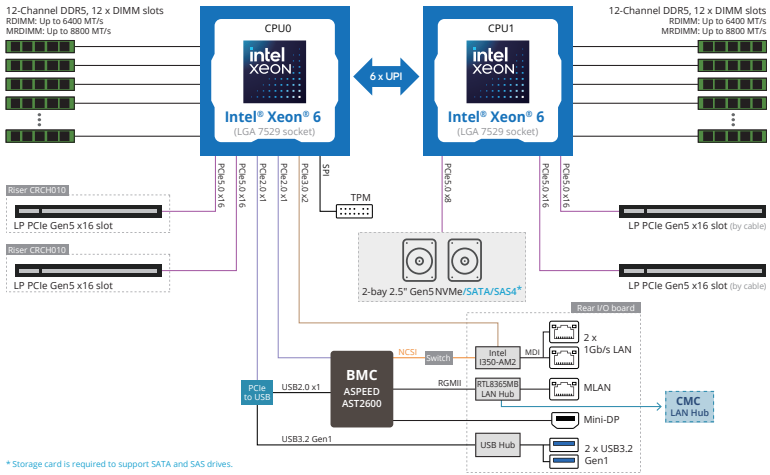 12-Channel DDR5, 12 x DIMM slots
RDIMM: Up to 6400 MT/s
MRDIMM: Up to 8800 MT/s
CPU0
intel
XEON
Intel® Xeon® 6
(LGA 7529 socket)
6 x UPI
CPU1
intel
XEON
Intel® Xeon® 6
(LGA 7529 socket)
12-Channel DDR5, 12 x DIMM slots
RDIMM: Up to 6400 MT/s
MRDIMM: Up to 8800 MT/s
PCIe5.0 x16
PCIe5.0 x16
PCIe2.0 x1
PCIe2.0 x1
PCIe3.0 x2
SPI
TPM
PCIe5.0 x8
PCIe5.0 x16
PCIe5.0 x16
Riser CRCH010
LP PCIe Gen5 x16 slot
Riser CRCH010
LP PCIe Gen5 x16 slot
LP PCIe Gen5 x16 slot (by cable)
LP PCIe Gen5 x16 slot (by cable)
2-bay 2.5" Gen5 NVMe/SATA/SAS4*
Rear I/O board
NCSI
Switch
Intel
I350-AM2
MDI
2 x
1Gb/s LAN
BMC
ASPEED
AST2600
PCIe
to USB
USB2.0 x1
RGMII
RTL8365MB
LAN Hub
MLAN
CMC
LAN Hub
Mini-DP
USB3.2 Gen1
USB Hub
2 x USB3.2
Gen1
* Storage card is required to support SATA and SAS drives.